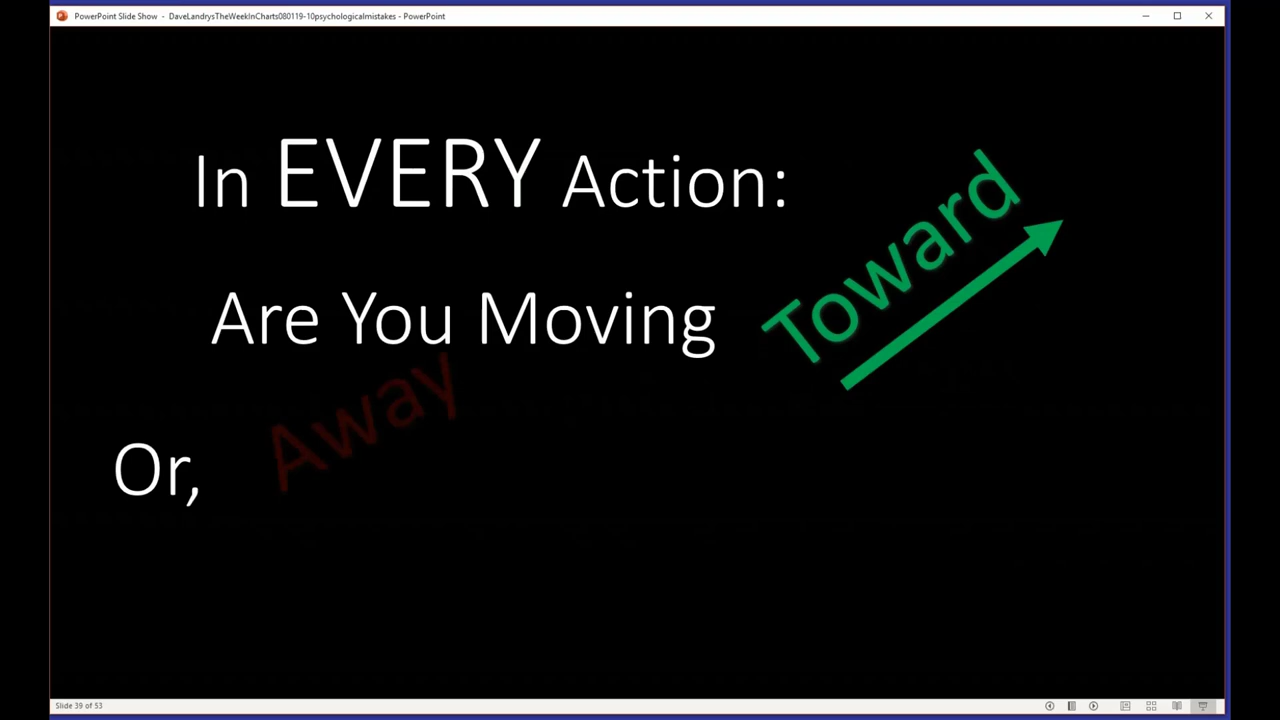 PowerPoint Slide Show - DaveLandrysTheWeekInCharts080119-10psychologicalmistakes - PowerPoint
In EVERY Action:
Are You Moving
Toward
Or,
Away
Slide 39 of 53